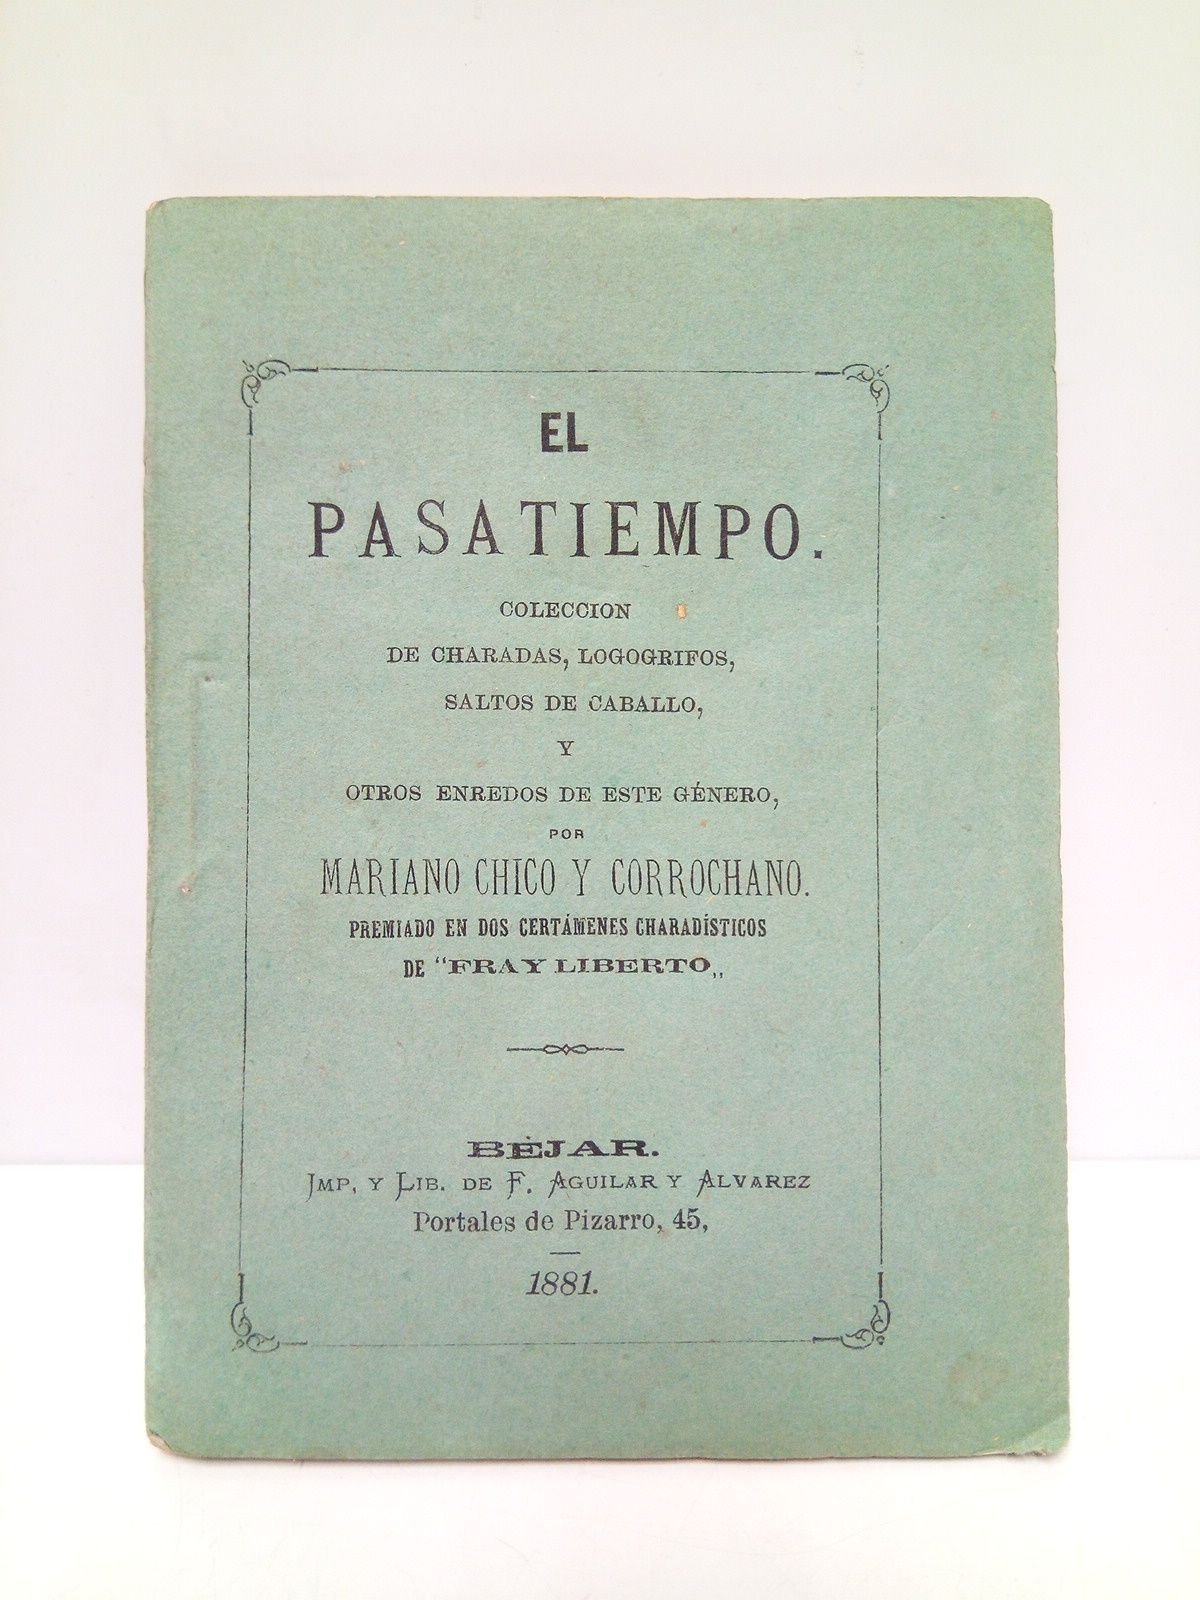 EL
PASATIEMPO.
COLECCION
DE CHARADAS, LOGOGRIFOS,
SALTOS DE CABALLO,
Y
OTROS ENREDOS DE ESTE GÉNERO,
POR
MARIANO CHICO Y CORROCHANO.
PREMIADO EN DOS CERTÁMENES CHARADÍSTICOS
DE “FRAY LIBERTO„
BÉJAR.
IMP, Y LIB. DE F. AGUILAR Y ALVAREZ
Portales de Pizarro, 45,
1881.